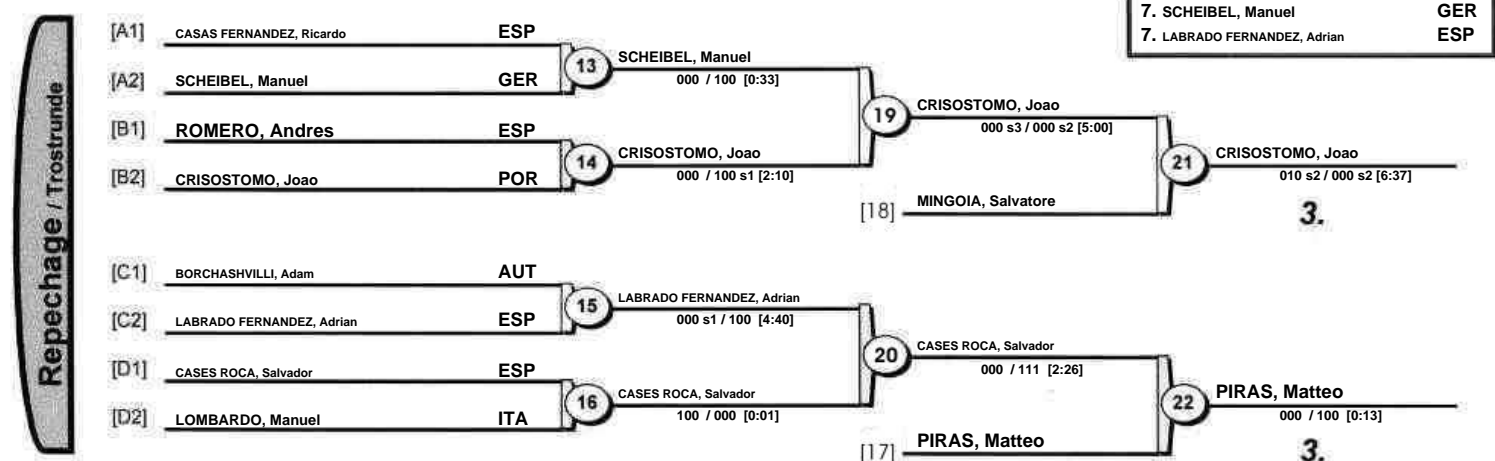 7. SCHEIBEL, Manuel GER
7. LABRADO FERNANDEZ, Adrian ESP
Repechage / Trostrunde
[A1] CASAS FERNANDEZ, Ricardo ESP
13 SCHEIBEL, Manuel
000 / 100 [0:33]
[A2] SCHEIBEL, Manuel GER
19 CRISOSTOMO, Joao
000 s3 / 000 s2 [5:00]
[B1] ROMERO, Andres ESP
14 CRISOSTOMO, Joao
000 / 100 s1 [2:10]
21 CRISOSTOMO, Joao
010 s2 / 000 s2 [6:37]
[B2] CRISOSTOMO, Joao POR
[18] MINGOIA, Salvatore
3.
[C1] BORCHASHVILLI, Adam AUT
15 LABRADO FERNANDEZ, Adrian
000 s1 / 100 [4:40]
[C2] LABRADO FERNANDEZ, Adrian ESP
20 CASES ROCA, Salvador
000 / 111 [2:26]
[D1] CASES ROCA, Salvador ESP
16 CASES ROCA, Salvador
100 / 000 [0:01]
22 PIRAS, Matteo
000 / 100 [0:13]
[D2] LOMBARDO, Manuel ITA
[17] PIRAS, Matteo
3.